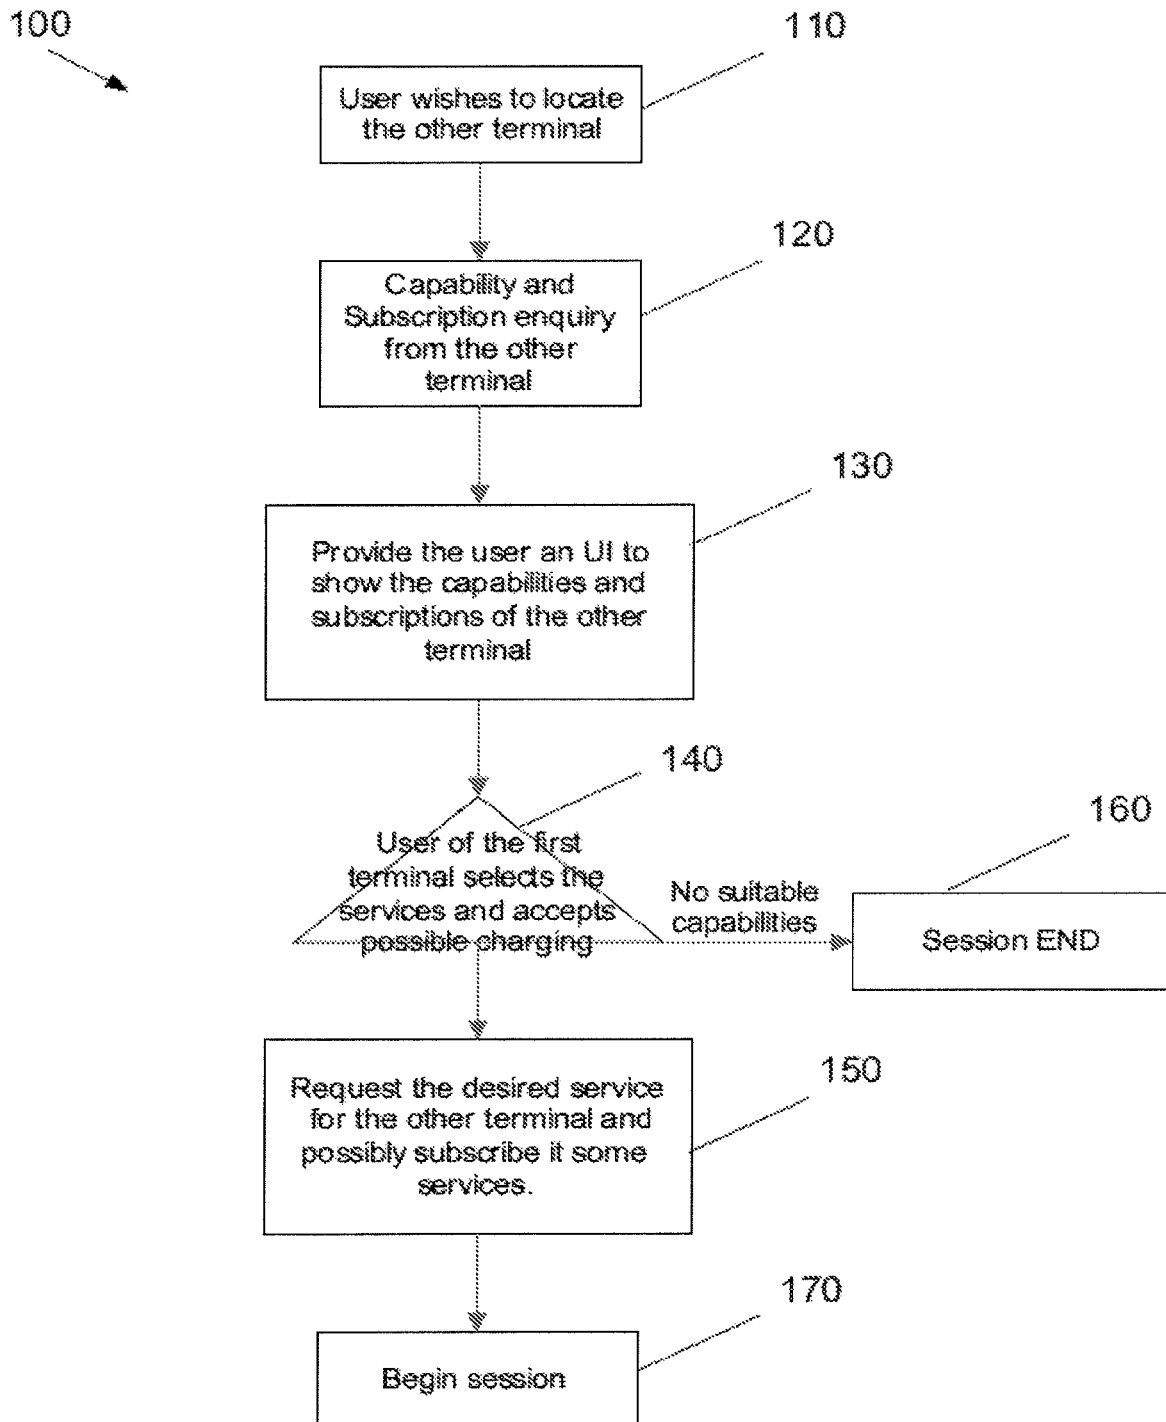 100
110
User wishes to locate
the other terminal
120
Capability and
Subscription enquiry
from the other
terminal
130
Provide the user an UI to
show the capabilities and
subscriptions of the other
terminal
140
User of the first
terminal selects the
services and accepts
possible charging
No suitable
capabilities
160
Session END
150
Request the desired service
for the other terminal and
possibly subscribe it some
services.
170
Begin session